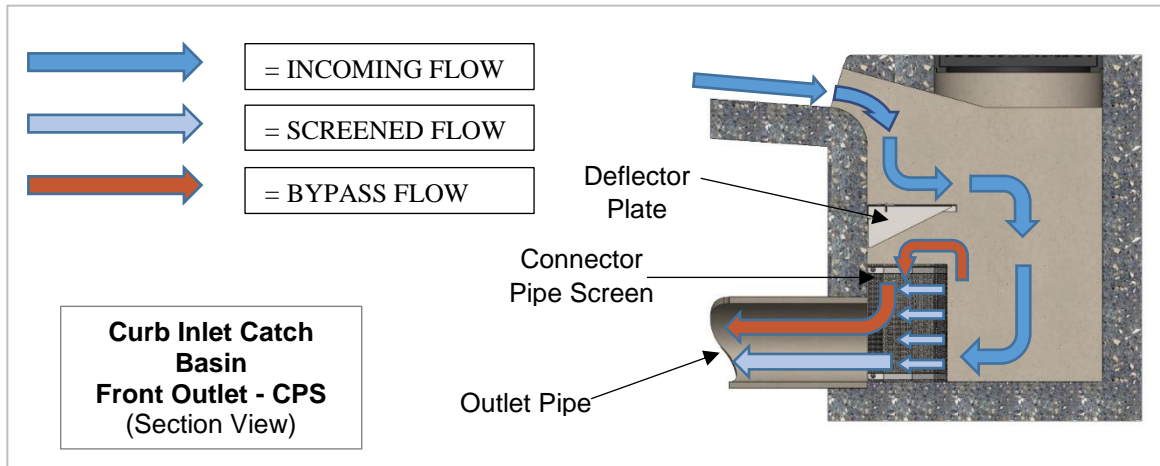 = INCOMING FLOW
= SCREENED FLOW
= BYPASS FLOW
Deflector
Plate
Connector
Pipe Screen
Curb Inlet Catch
Basin
Front Outlet - CPS
(Section View)
Outlet Pipe